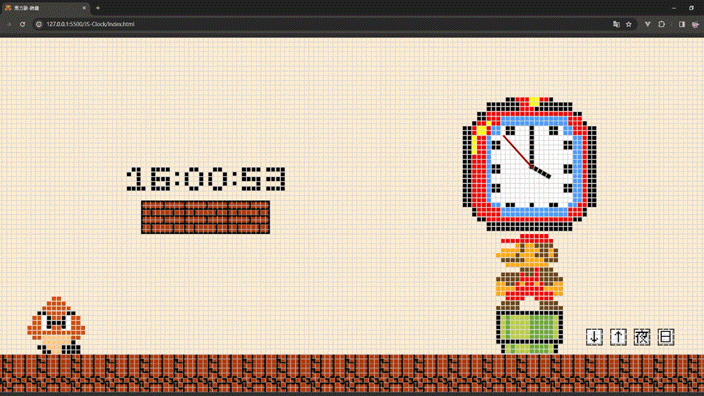 127.0.0.1:5500/JS-Clock/index.html
16:00:53
↓ ↑ 夜 日